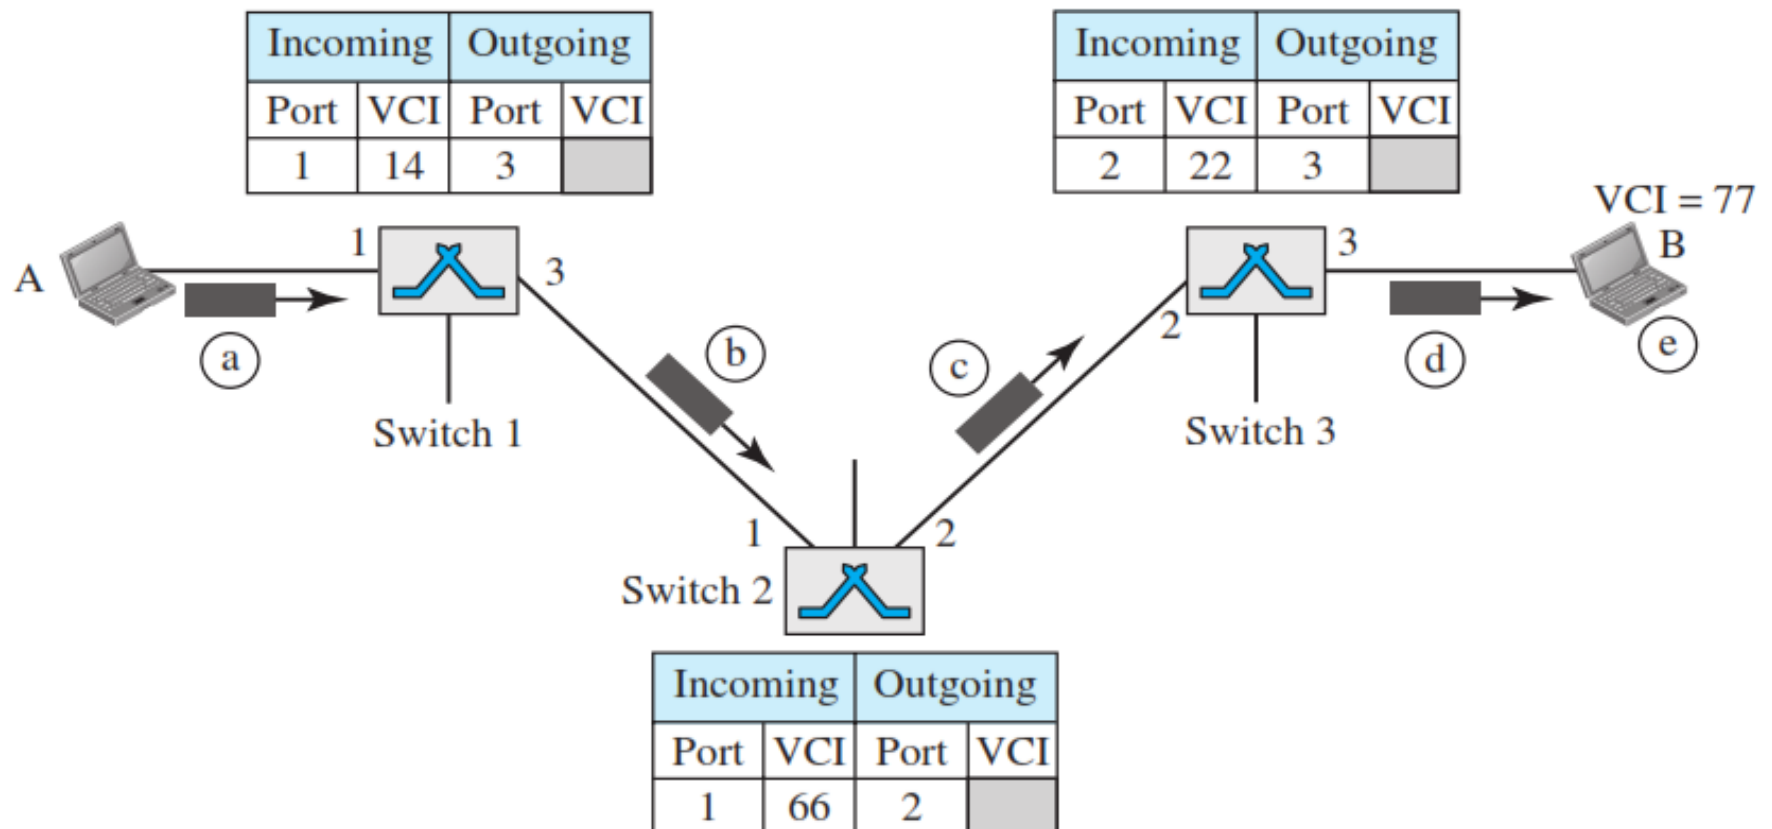 Incoming Outgoing
Port VCI Port VCI
1 14 3
Incoming Outgoing
Port VCI Port VCI
2 22 3
VCI = 77
A
1
3
a
Switch 1
b
c
2
3
B
d
e
Switch 3
1
2
Switch 2
Incoming Outgoing
Port VCI Port VCI
1 66 2